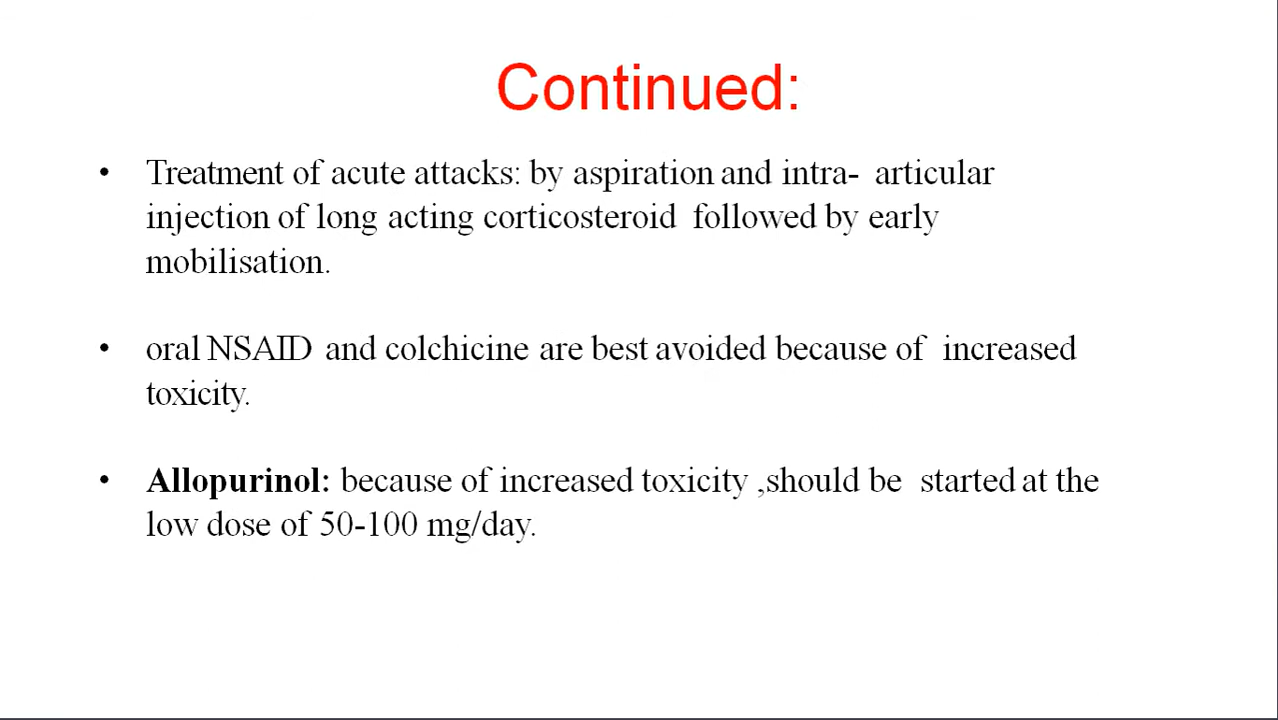 Continued:
• Treatment of acute attacks: by aspiration and intra- articular
injection of long acting corticosteroid followed by early
mobilisation.
• oral NSAID and colchicine are best avoided because of increased
toxicity.
• Allopurinol: because of increased toxicity ,should be started at the
low dose of 50-100 mg/day.